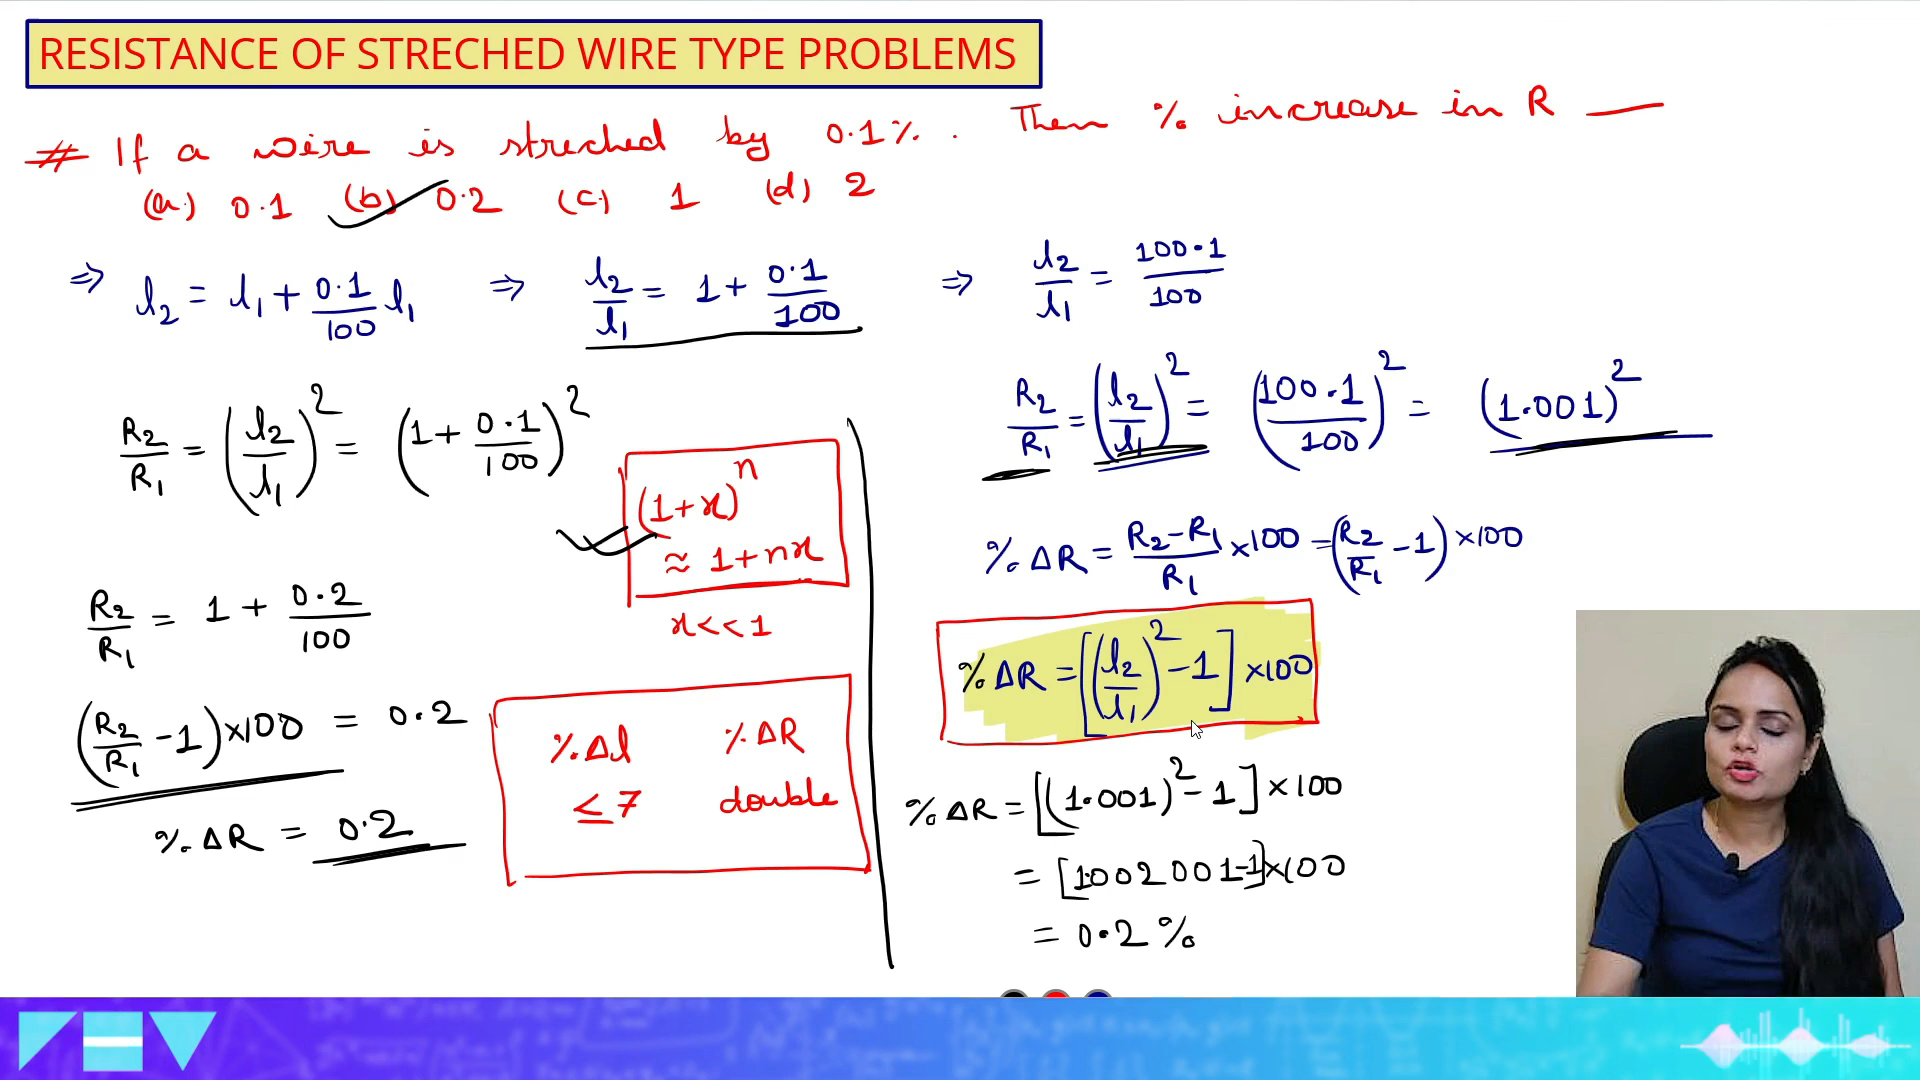 RESISTANCE OF STRECHED WIRE TYPE PROBLEMS
# If a wire is streched by 0.1%. Then % increase in R __
(a) 0.1 (b) 0.2 (c) 1 (d) 2
⇒ l₂ = l₁ + 0.1/100 l₁ ⇒ l₂/l₁ = 1 + 0.1/100 ⇒ l₂/l₁ = 100.1/100
R₂/R₁ = (l₂/l₁)² = (1 + 0.1/100)²
(1+x)ⁿ
≈ 1+nx
x<<1
R₂/R₁ = 1 + 0.2/100
(R₂/R₁ - 1)×100 = 0.2
% ΔR = 0.2
% Δl % ΔR
≤ 7 double
R₂/R₁ = (l₂/l₁)² = (100.1/100)² = (1.001)²
% ΔR = R₂-R₁/R₁ ×100 = (R₂/R₁ - 1)×100
% ΔR = [(l₂/l₁)² - 1] ×100
% ΔR = [(1.001)² - 1] ×100
= [1.002001-1]×100
= 0.2 %